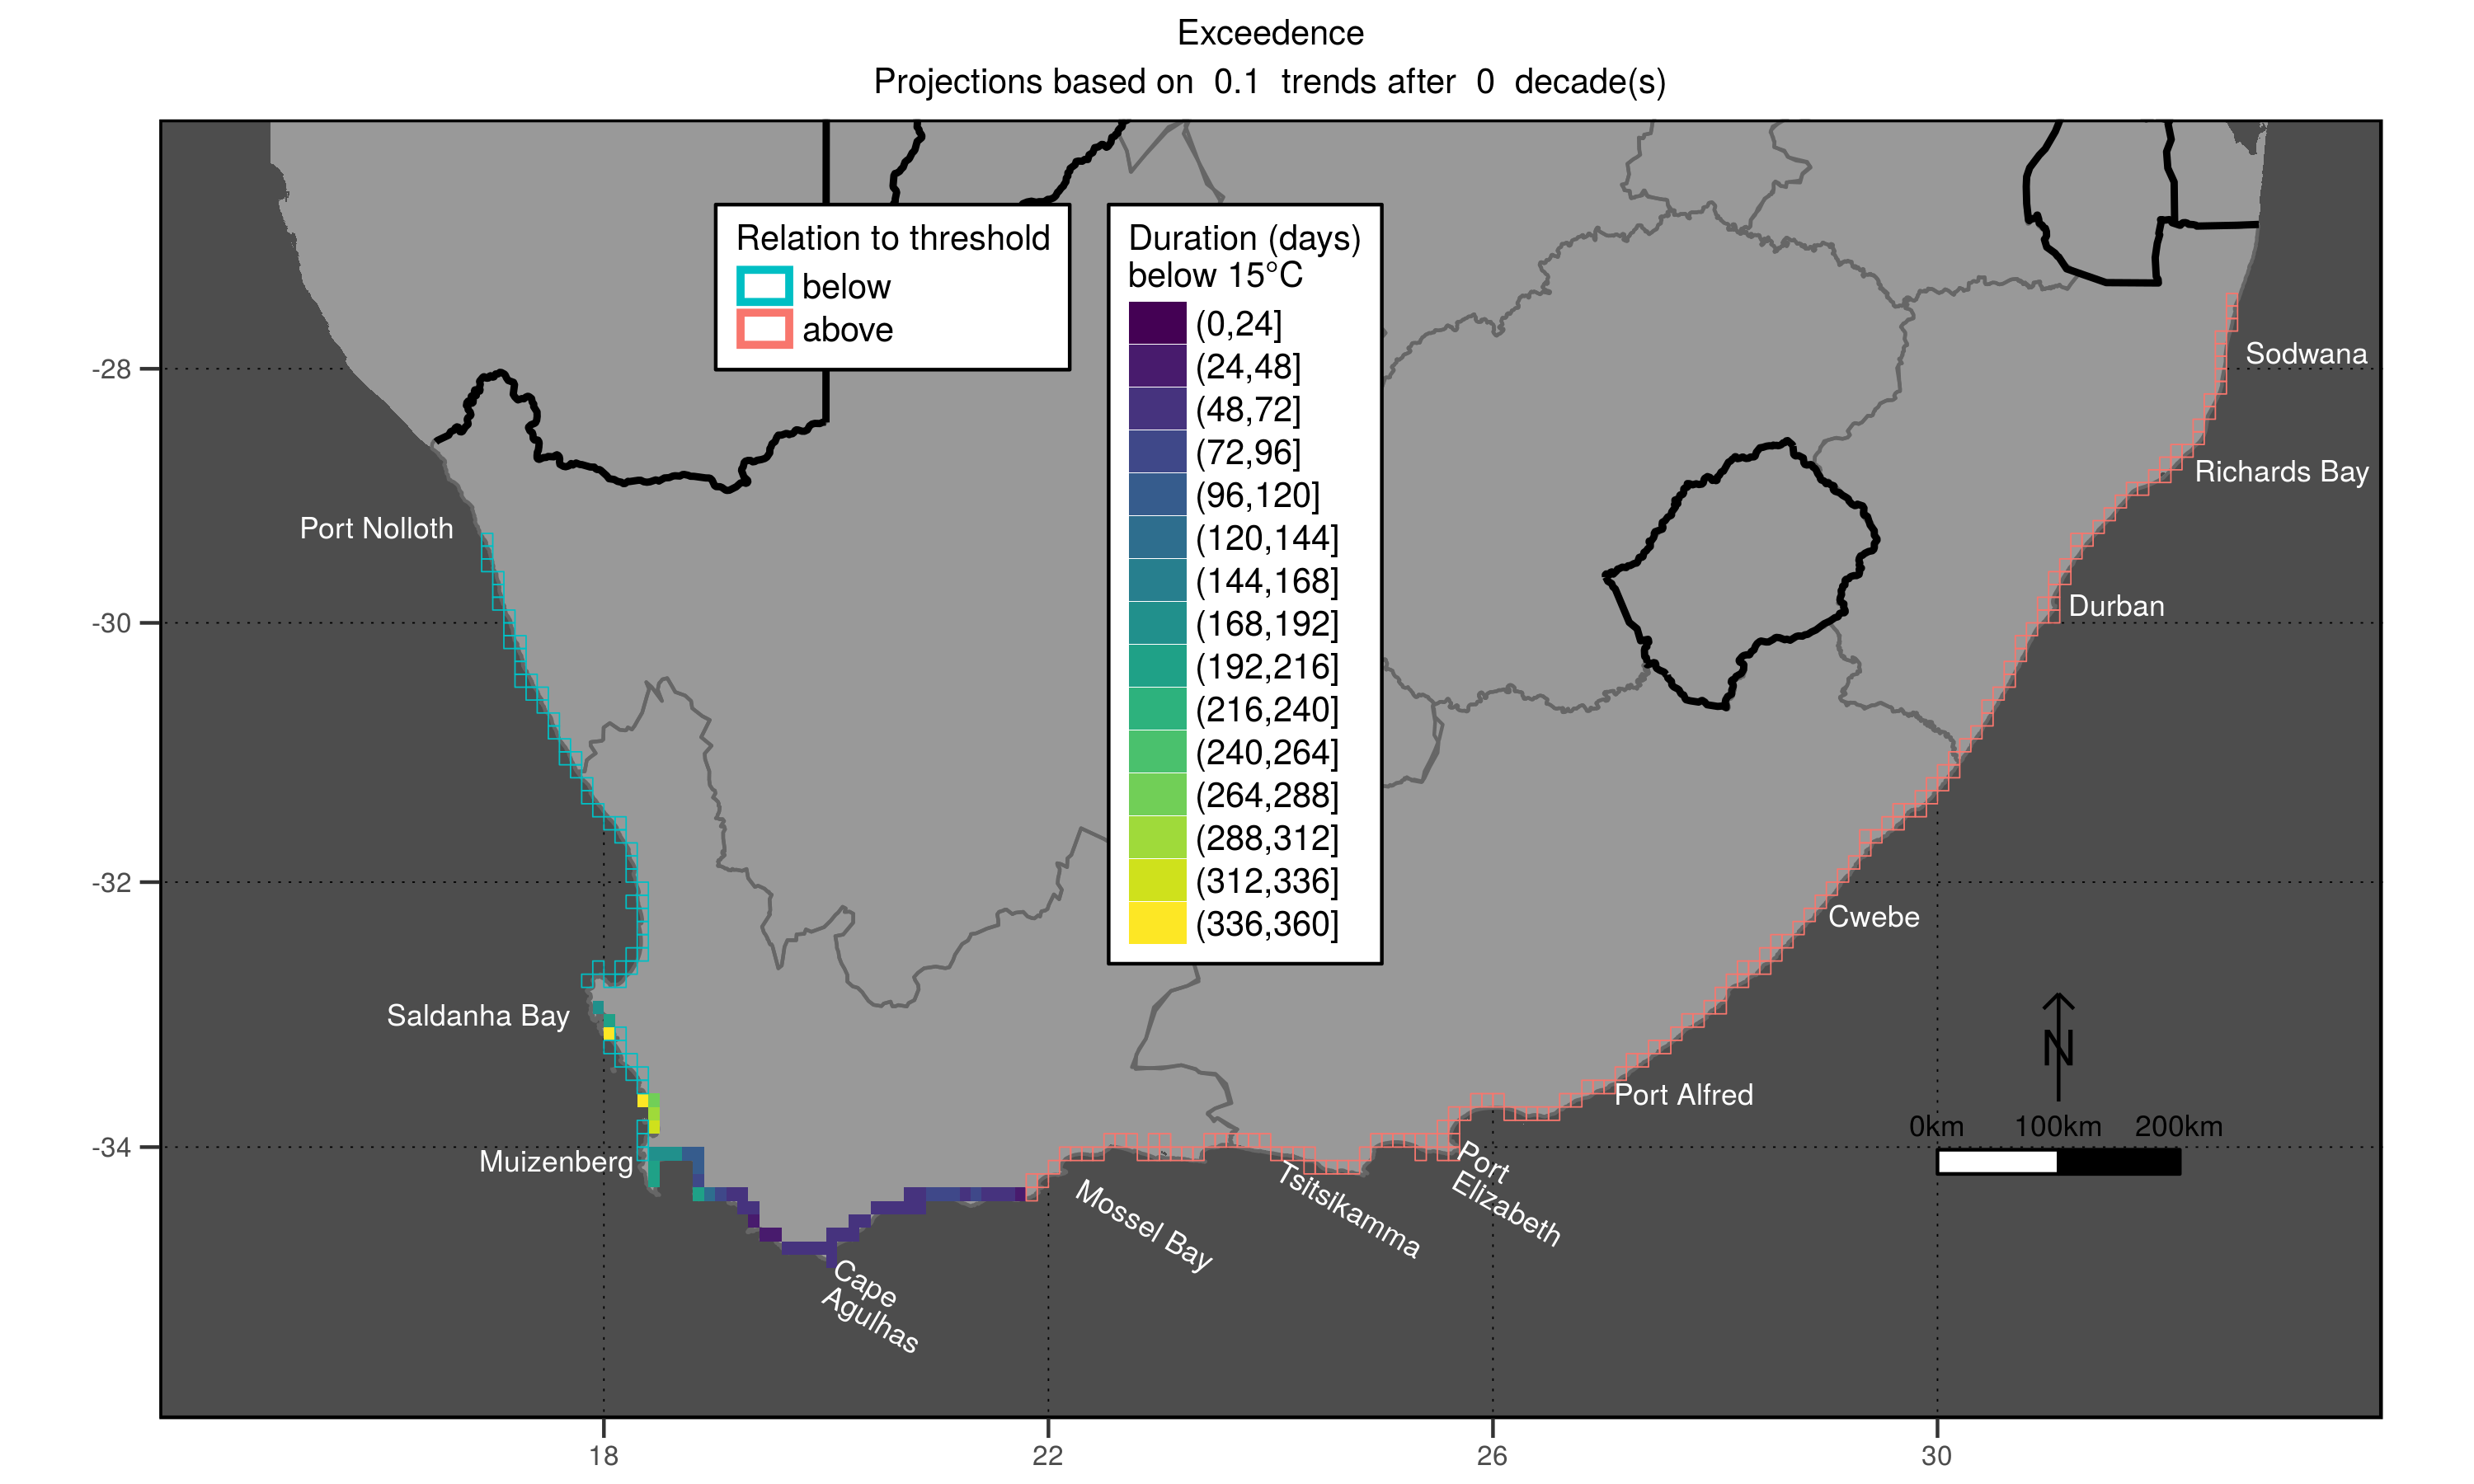 Exceedence
Projections based on 0.1 trends after 0 decade(s)
Relation to threshold
below
above
Duration (days)
below 15°C
(0,24]
(24,48]
(48,72]
(72,96]
(96,120]
(120,144]
(144,168]
(168,192]
(192,216]
(216,240]
(240,264]
(264,288]
(288,312]
(312,336]
(336,360]
-28
-30
-32
-34
Sodwana
Richards Bay
Port Nolloth
Durban
Cwebe
Saldanha Bay
N
Port Alfred
0km 100km 200km
Muizenberg
Port
Elizabeth
Tsitsikamma
Mossel Bay
Cape
Agulhas
18
22
26
30